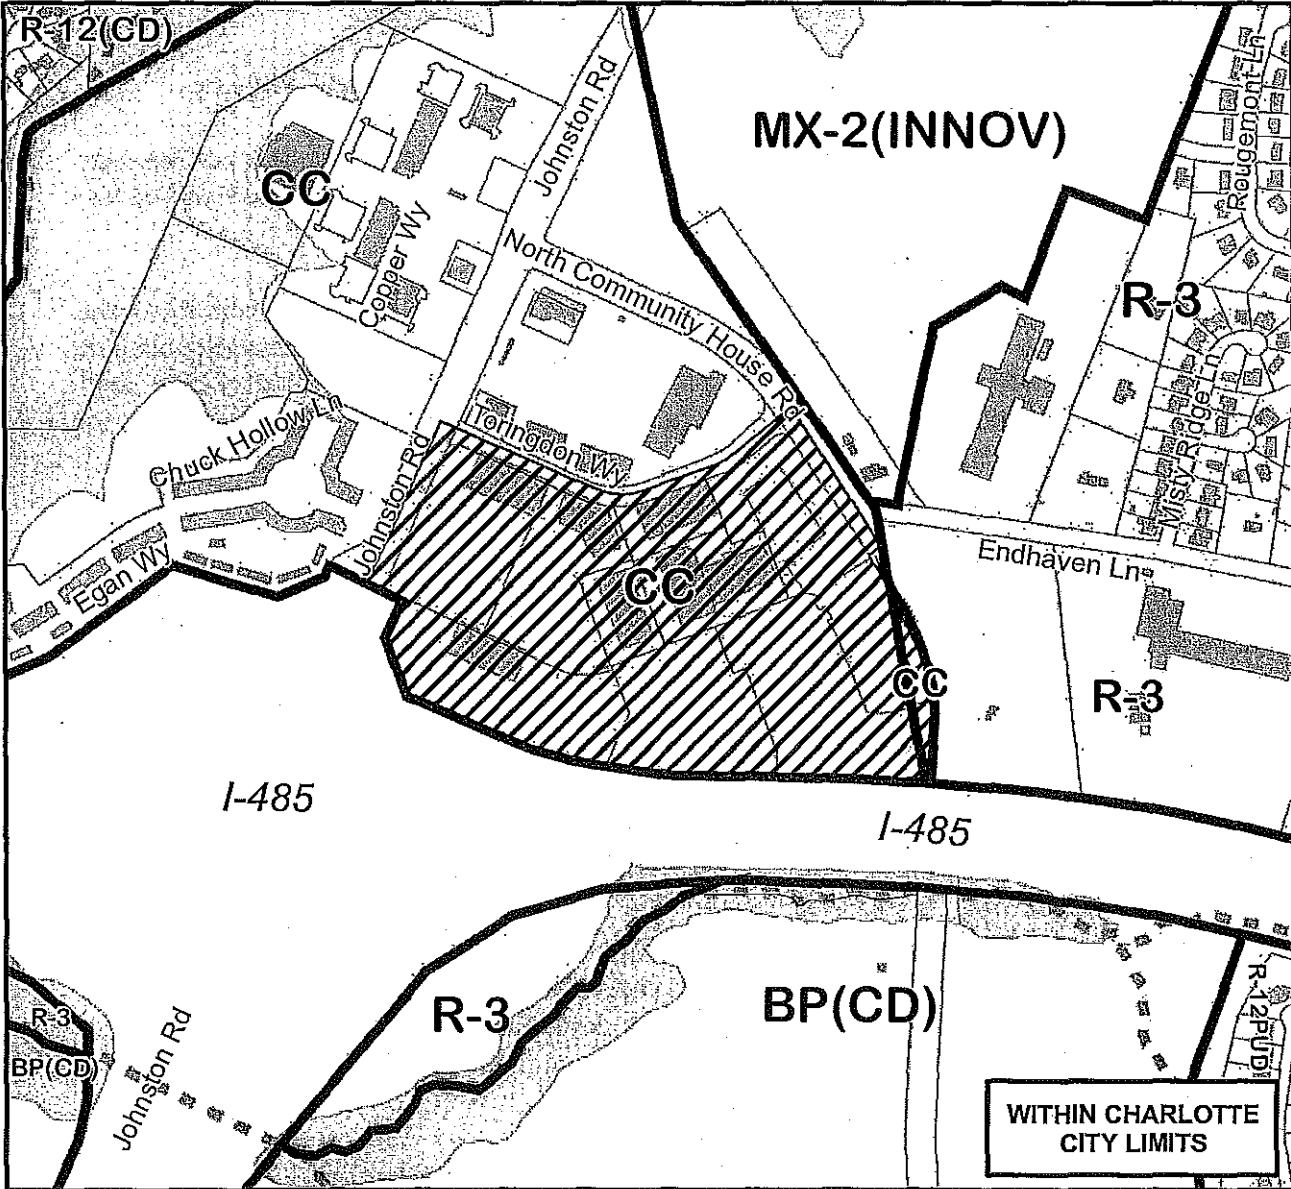 R-12(CD)
Johnston Rd
MX-2(INNOV)
Rougemont Ln
CC
Copper Wy
North Community House Rd
R-3
Misty Ridge Ln
Toringdon Wy
Chuck Hollow Ln
Johnston Rd
Egan Wy
CC
Endhaven Ln
CC
R-3
I-485
I-485
R-3
BP(CD)
R-3
BP(CD)
Johnston Rd
R-12PUD
WITHIN CHARLOTTE
CITY LIMITS